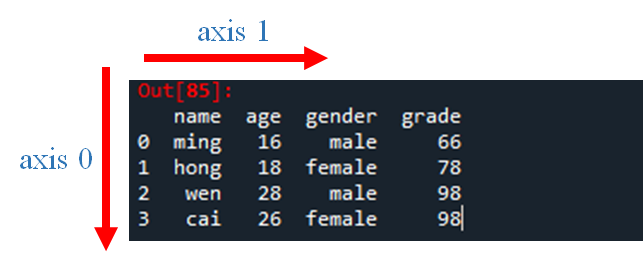 axis 1
Out[85]:
name age gender grade
0 ming 16 male 66
1 hong 18 female 78
axis 0
2 wen 28 male 98
3 cai 26 female 98